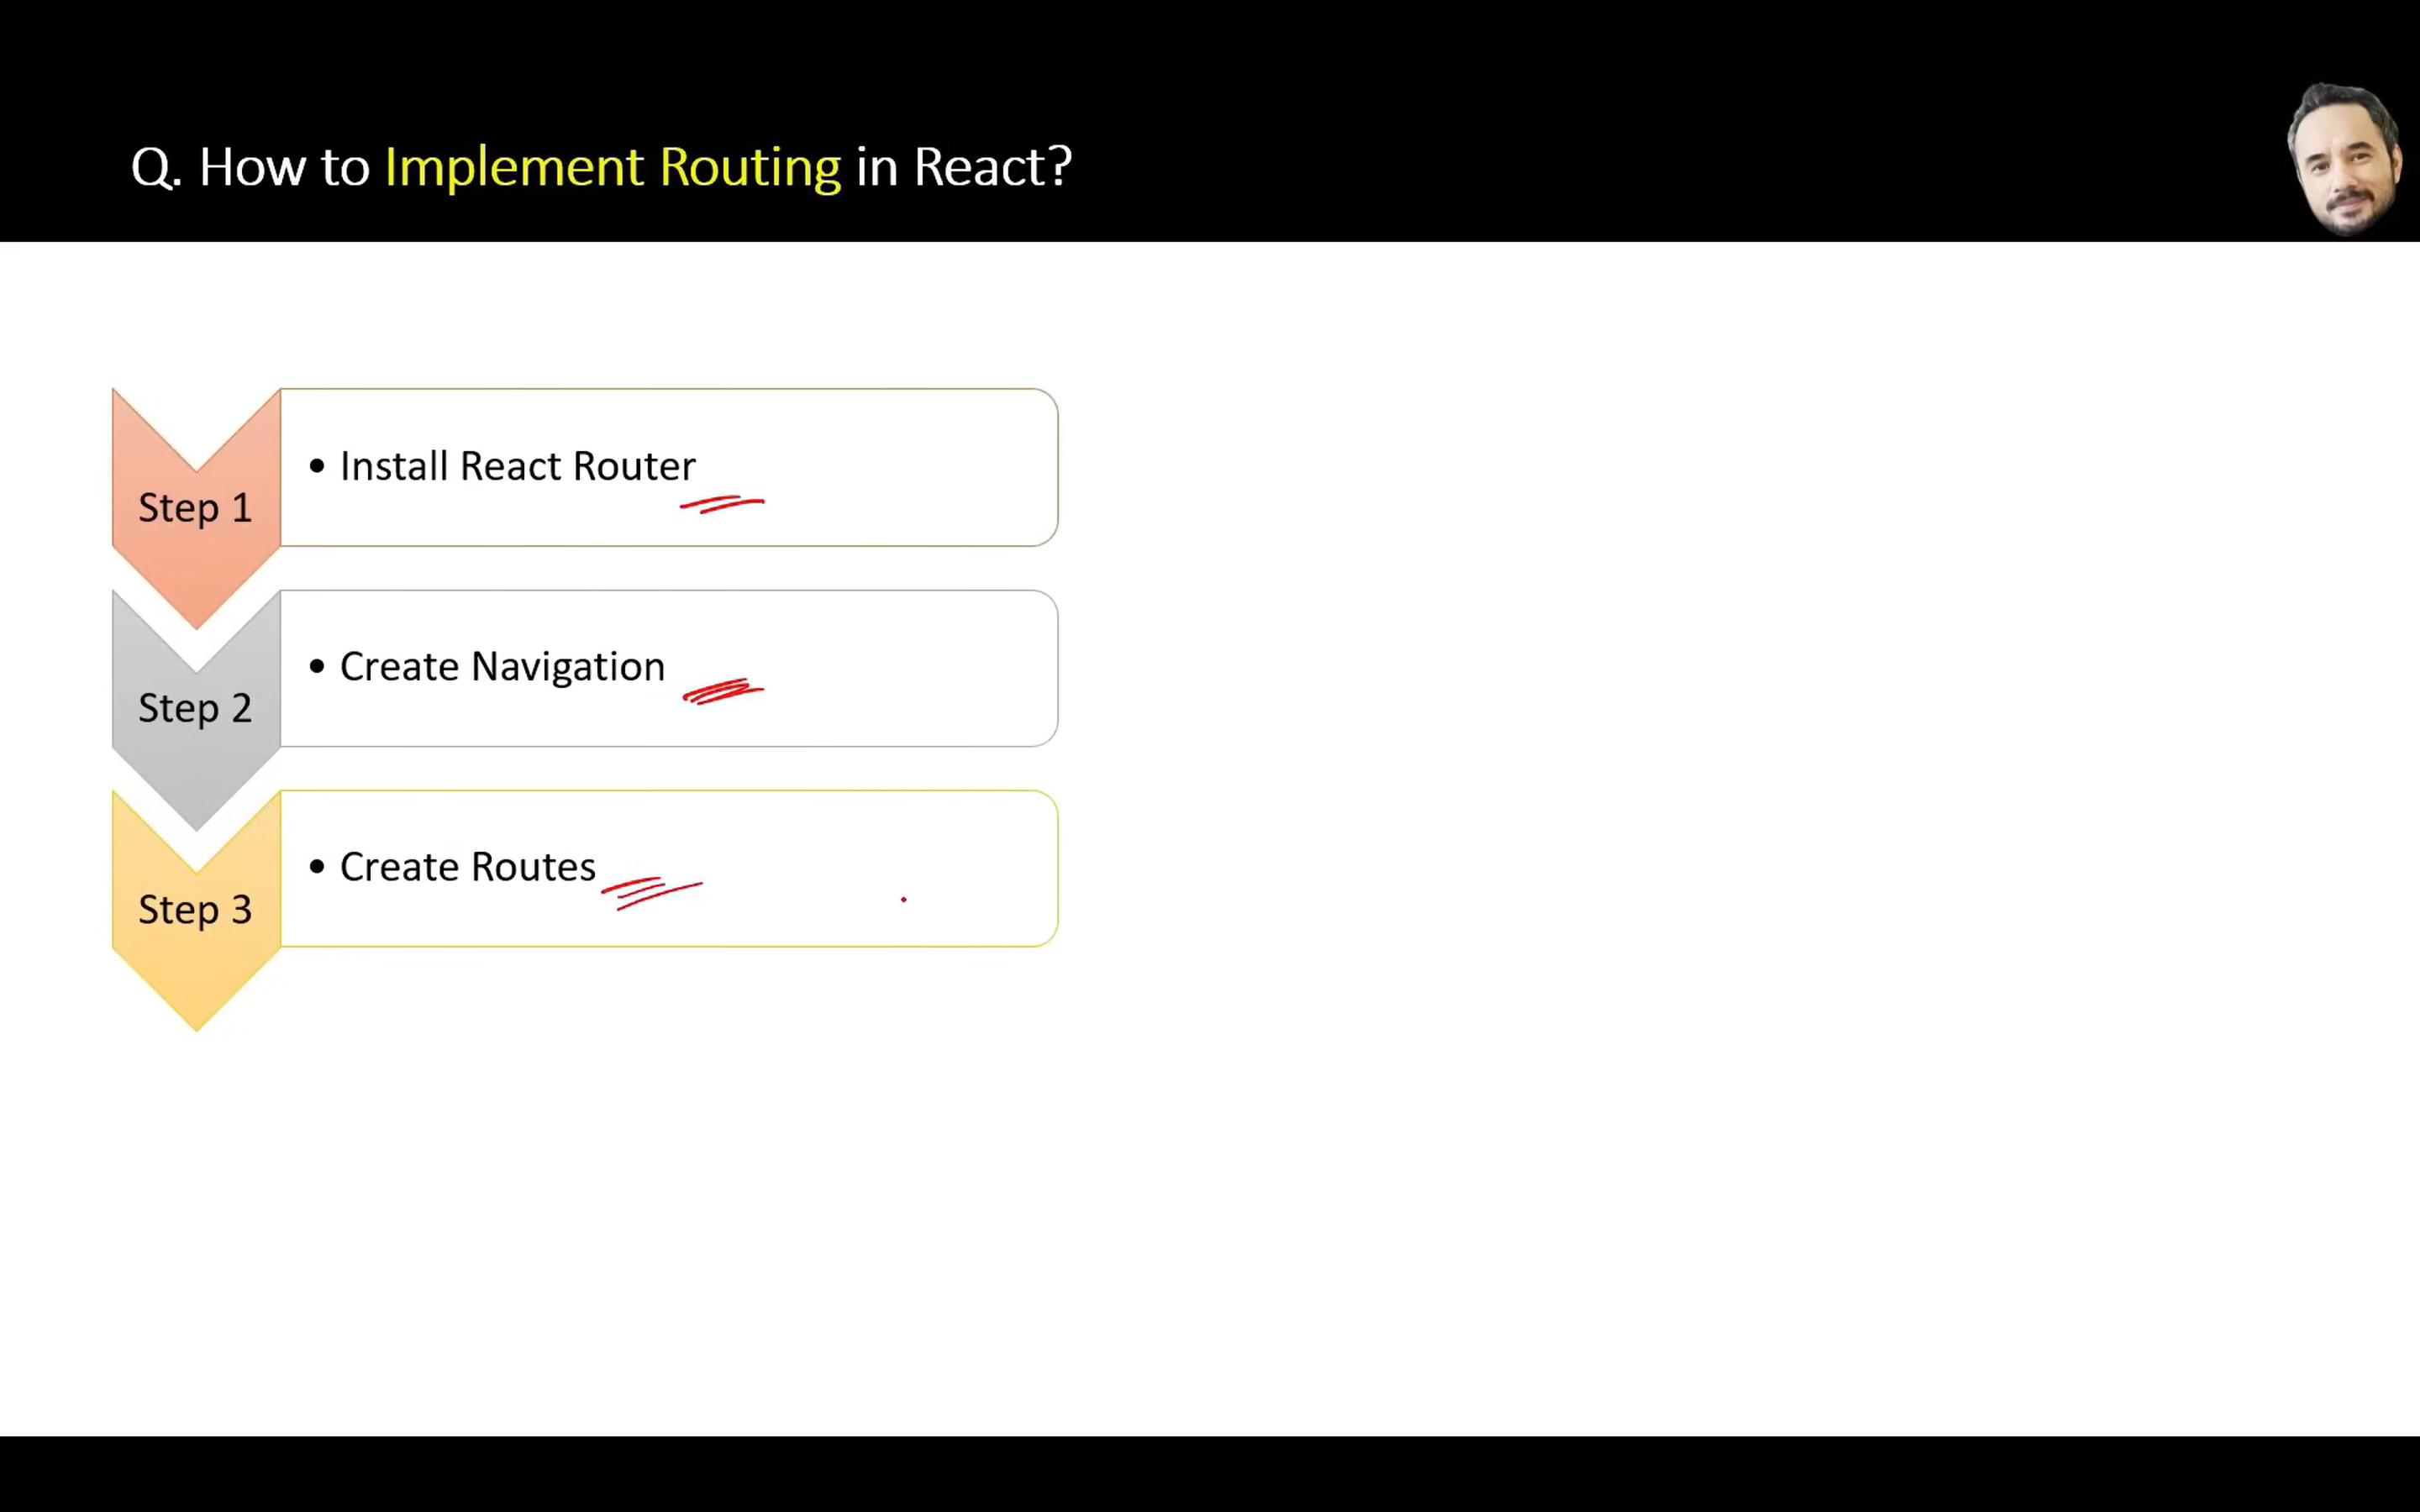 Q. How to Implement Routing in React?
Step 1
• Install React Router
Step 2
• Create Navigation
Step 3
• Create Routes